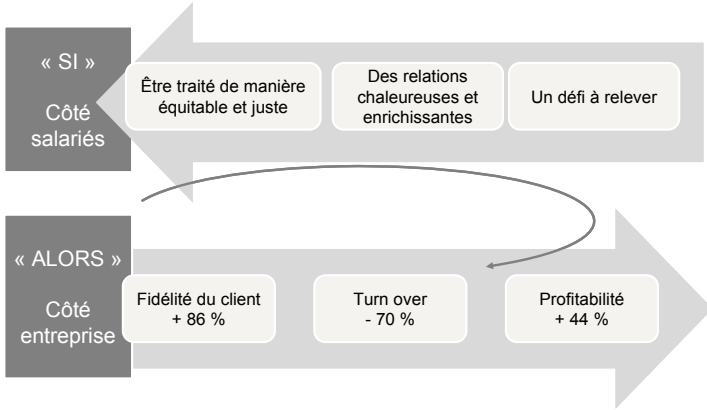 « SI »
Côté
salariés
Être traité de manière
équitable et juste
Des relations
chaleureuses et
enrichissantes
Un défi à relever
« ALORS »
Côté
entreprise
Fidélité du client
+ 86 %
Turn over
- 70 %
Profitabilité
+ 44 %